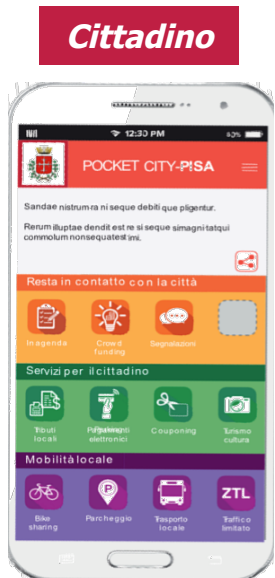 Cittadino
12:30 PM
60%
POCKET CITY-PISA
Sandae nistrum ra ni seque debiti que pligentur.
Rerum illuptae dendit est re si seque simagni tatqui
commolum nonsequatest imi.
Resta in contatto con la città
In agenda
Crowd
funding
Segnalazioni
Servizi per il cittadino
Tributi
locali
elettronici
Couponing
Turismo
cultura
Mobilità locale
P
ZTL
Bike
sharing
Parcheggio
Trasporto
locale
Traffico
limitato